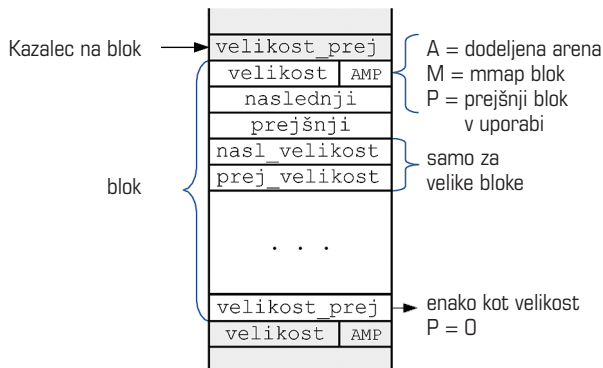 Kazalec na blok
velikost_prej
velikost AMP
naslednji
prejšnji
nasl_velikost
prej_velikost
. . .
velikost_prej
velikost AMP
blok
A = dodeljena arena
M = mmap blok
P = prejšnji blok
v uporabi
samo za
velike bloke
enako kot velikost
P = 0